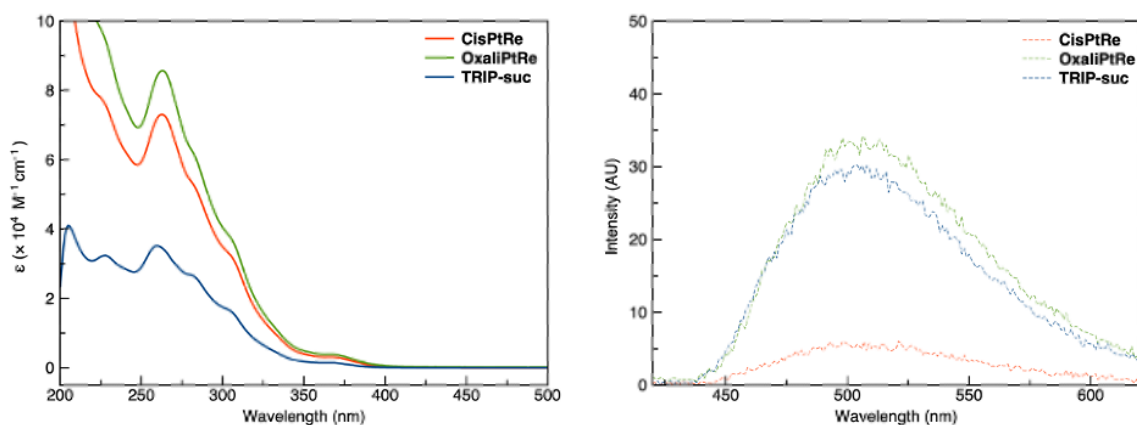 10
8
6
4
2
0
ε (× 10⁴ M⁻¹ cm⁻¹)
CisPtRe
OxaliPtRe
TRIP-suc
200 250 300 350 400 450 500
Wavelength (nm)
50
40
30
20
10
0
Intensity (AU)
CisPtRe
OxaliPtRe
TRIP-suc
450 500 550 600
Wavelength (nm)